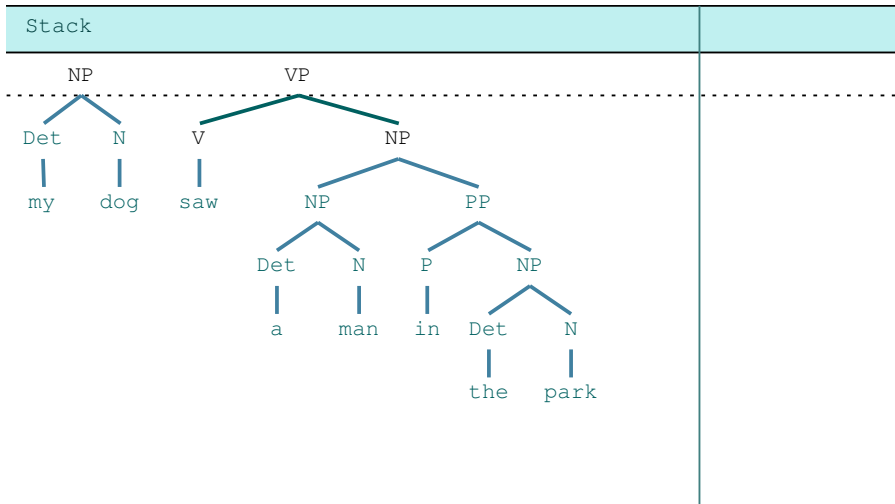 Stack
NP VP
Det N V NP
my dog saw NP PP
Det N P NP
a man in Det N
the park